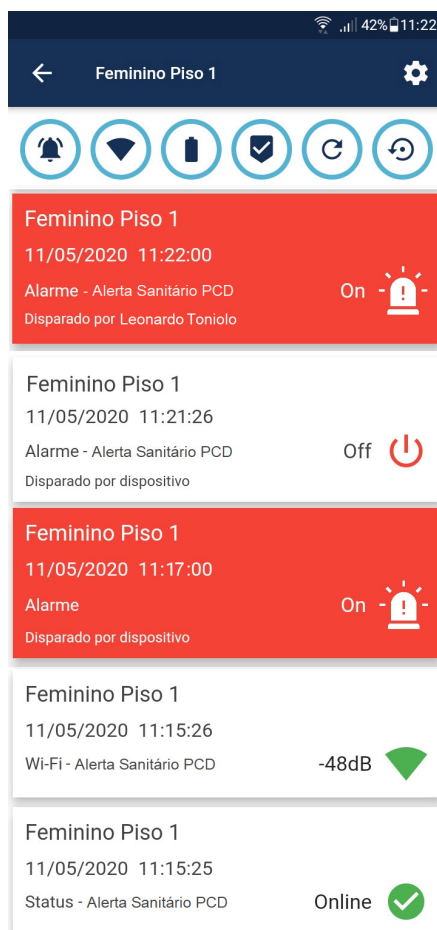 42% 11:22
Feminino Piso 1
Feminino Piso 1
11/05/2020 11:22:00
Alarme - Alerta Sanitário PCD On
Disparado por Leonardo Toniolo
Feminino Piso 1
11/05/2020 11:21:26
Alarme - Alerta Sanitário PCD Off
Disparado por dispositivo
Feminino Piso 1
11/05/2020 11:17:00
Alarme On
Disparado por dispositivo
Feminino Piso 1
11/05/2020 11:15:26
Wi-Fi - Alerta Sanitário PCD -48dB
Feminino Piso 1
11/05/2020 11:15:25
Status - Alerta Sanitário PCD Online